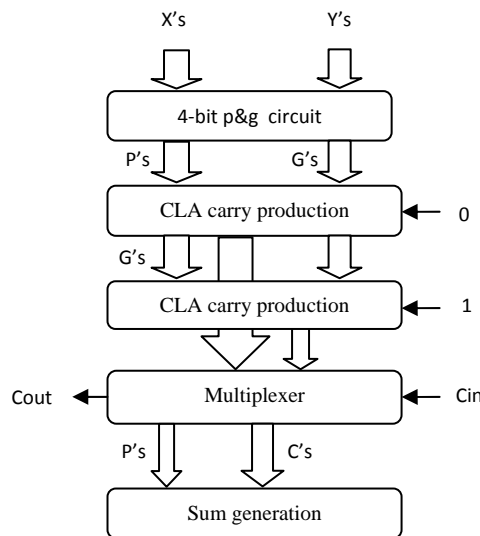 X's Y's
4-bit p&g circuit
P's G's
CLA carry production 0
G's
CLA carry production 1
Cout Multiplexer Cin
P's C's
Sum generation